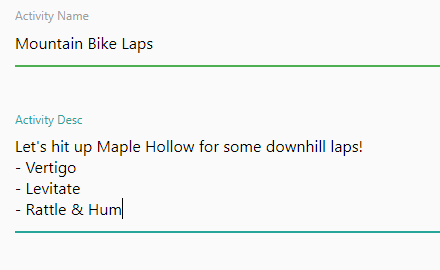 Activity Name
Mountain Bike Laps
Activity Desc
Let's hit up Maple Hollow for some downhill laps!
- Vertigo
- Levitate
- Rattle & Hum